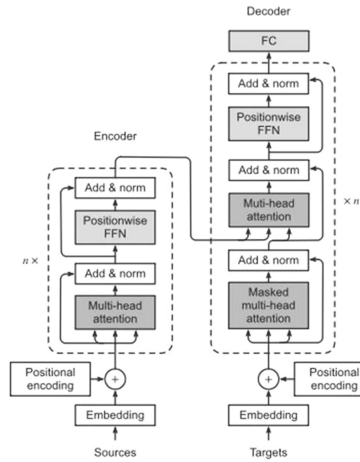 Decoder
FC
Add & norm
Positionwise
FFN
Add & norm
Muti-head
attention
× n
Add & norm
Masked
multi-head
attention
Positional
encoding
Embedding
Targets
Encoder
Add & norm
Positionwise
FFN
n ×
Add & norm
Multi-head
attention
Positional
encoding
+
Embedding
Sources
+